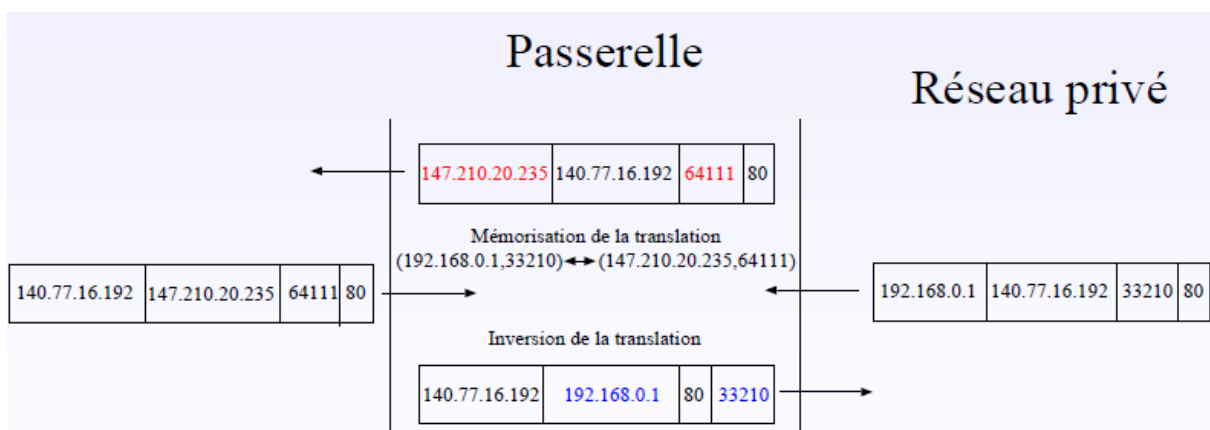 Passerelle
Réseau privé
147.210.20.235 140.77.16.192 64111 80
Mémorisation de la translation
(192.168.0.1,33210) ↔ (147.210.20.235,64111)
140.77.16.192 147.210.20.235 64111 80
192.168.0.1 140.77.16.192 33210 80
Inversion de la translation
140.77.16.192 192.168.0.1 80 33210